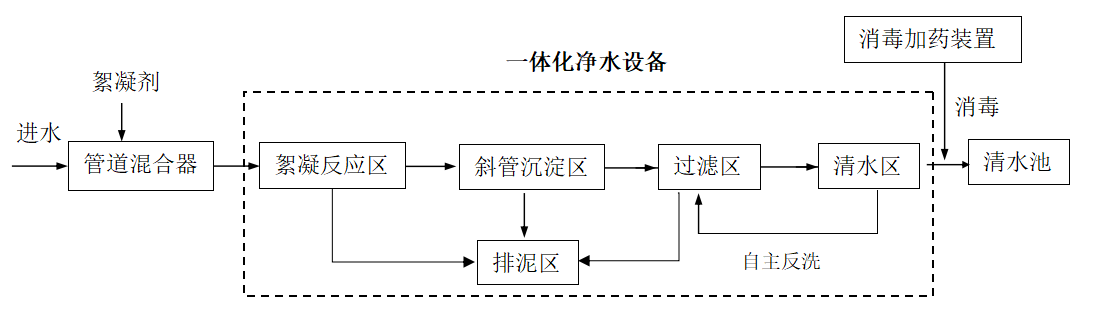 消毒加药装置
一体化净水设备
絮凝剂
消毒
进水
管道混合器
絮凝反应区
斜管沉淀区
过滤区
清水区
清水池
排泥区
自主反洗